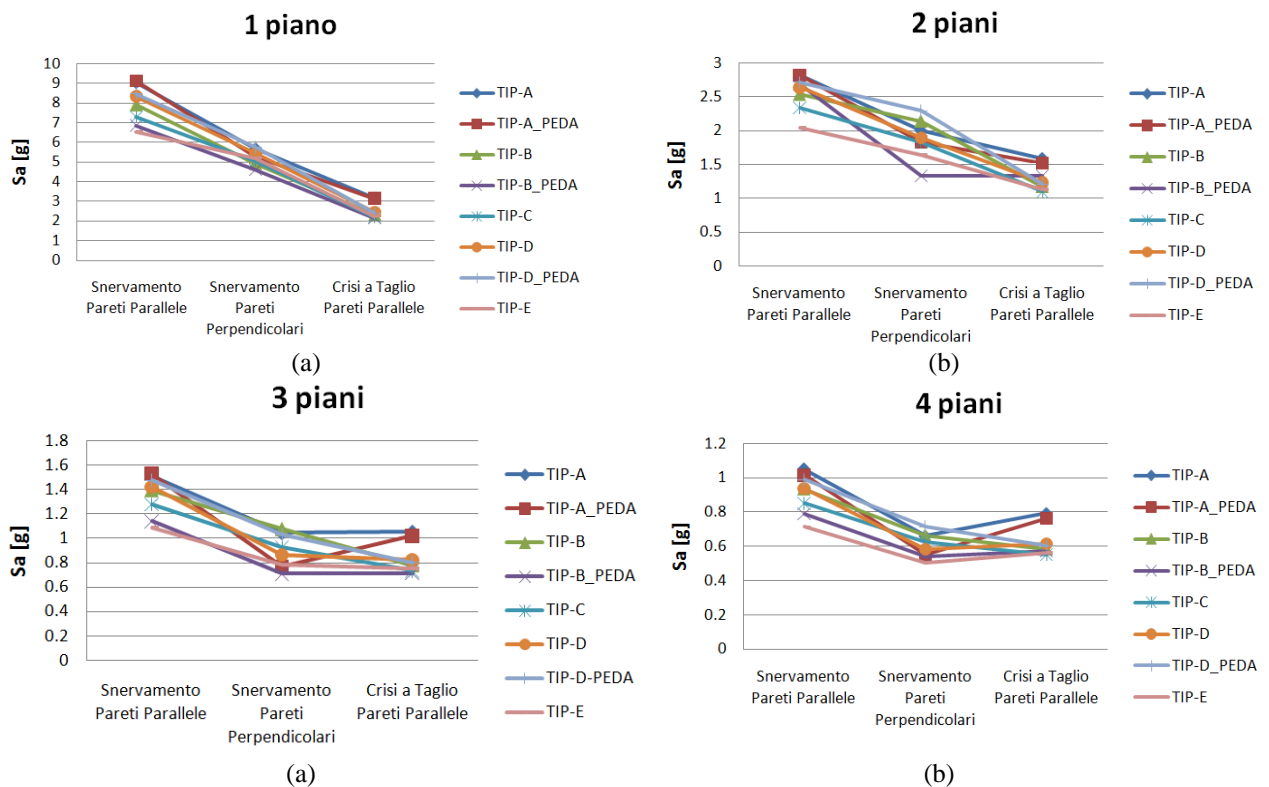 1 piano
Sa [g]
10
9
8
7
6
5
4
3
2
1
0
Snervamento
Pareti Parallele
Snervamento
Pareti
Perpendicolari
Crisi a Taglio
Pareti Parallele
TIP-A
TIP-A_PEDA
TIP-B
TIP-B_PEDA
TIP-C
TIP-D
TIP-D_PEDA
TIP-E
(a)
2 piani
Sa [g]
3
2.5
2
1.5
1
0.5
0
Snervamento
Pareti Parallele
Snervamento
Pareti
Perpendicolari
Crisi a Taglio
Pareti Parallele
TIP-A
TIP-A_PEDA
TIP-B
TIP-B_PEDA
TIP-C
TIP-D
TIP-D_PEDA
TIP-E
(b)
3 piani
Sa [g]
1.8
1.6
1.4
1.2
1
0.8
0.6
0.4
0.2
0
Snervamento
Pareti Parallele
Snervamento
Pareti
Perpendicolari
Crisi a Taglio
Pareti Parallele
TIP-A
TIP-A_PEDA
TIP-B
TIP-B_PEDA
TIP-C
TIP-D
TIP-D-PEDA
TIP-E
(a)
4 piani
Sa [g]
1.2
1
0.8
0.6
0.4
0.2
0
Snervamento
Pareti Parallele
Snervamento
Pareti
Perpendicolari
Crisi a Taglio
Pareti Parallele
TIP-A
TIP-A_PEDA
TIP-B
TIP-B_PEDA
TIP-C
TIP-D
TIP-D_PEDA
TIP-E
(b)